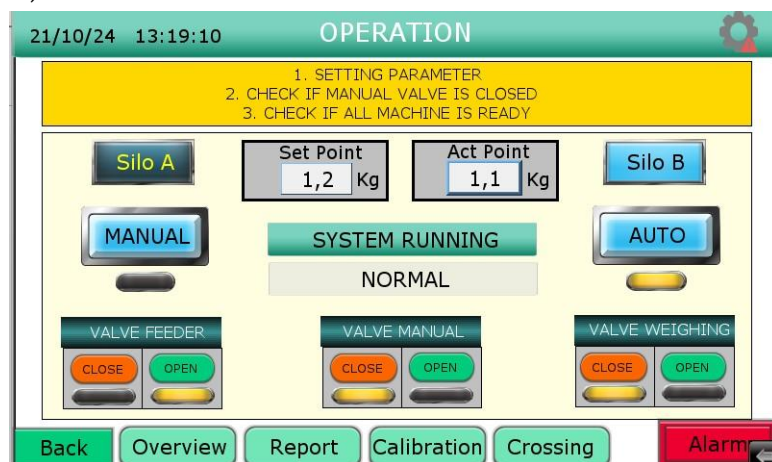 21/10/24 13:19:10 OPERATION
1. SETTING PARAMETER
2. CHECK IF MANUAL VALVE IS CLOSED
3. CHECK IF ALL MACHINE IS READY
Silo A
Set Point
1,2 Kg
Act Point
1,1 Kg
Silo B
MANUAL
SYSTEM RUNNING
NORMAL
AUTO
VALVE FEEDER
CLOSE OPEN
VALVE MANUAL
CLOSE OPEN
VALVE WEIGHING
CLOSE OPEN
Back Overview Report Calibration Crossing Alarm